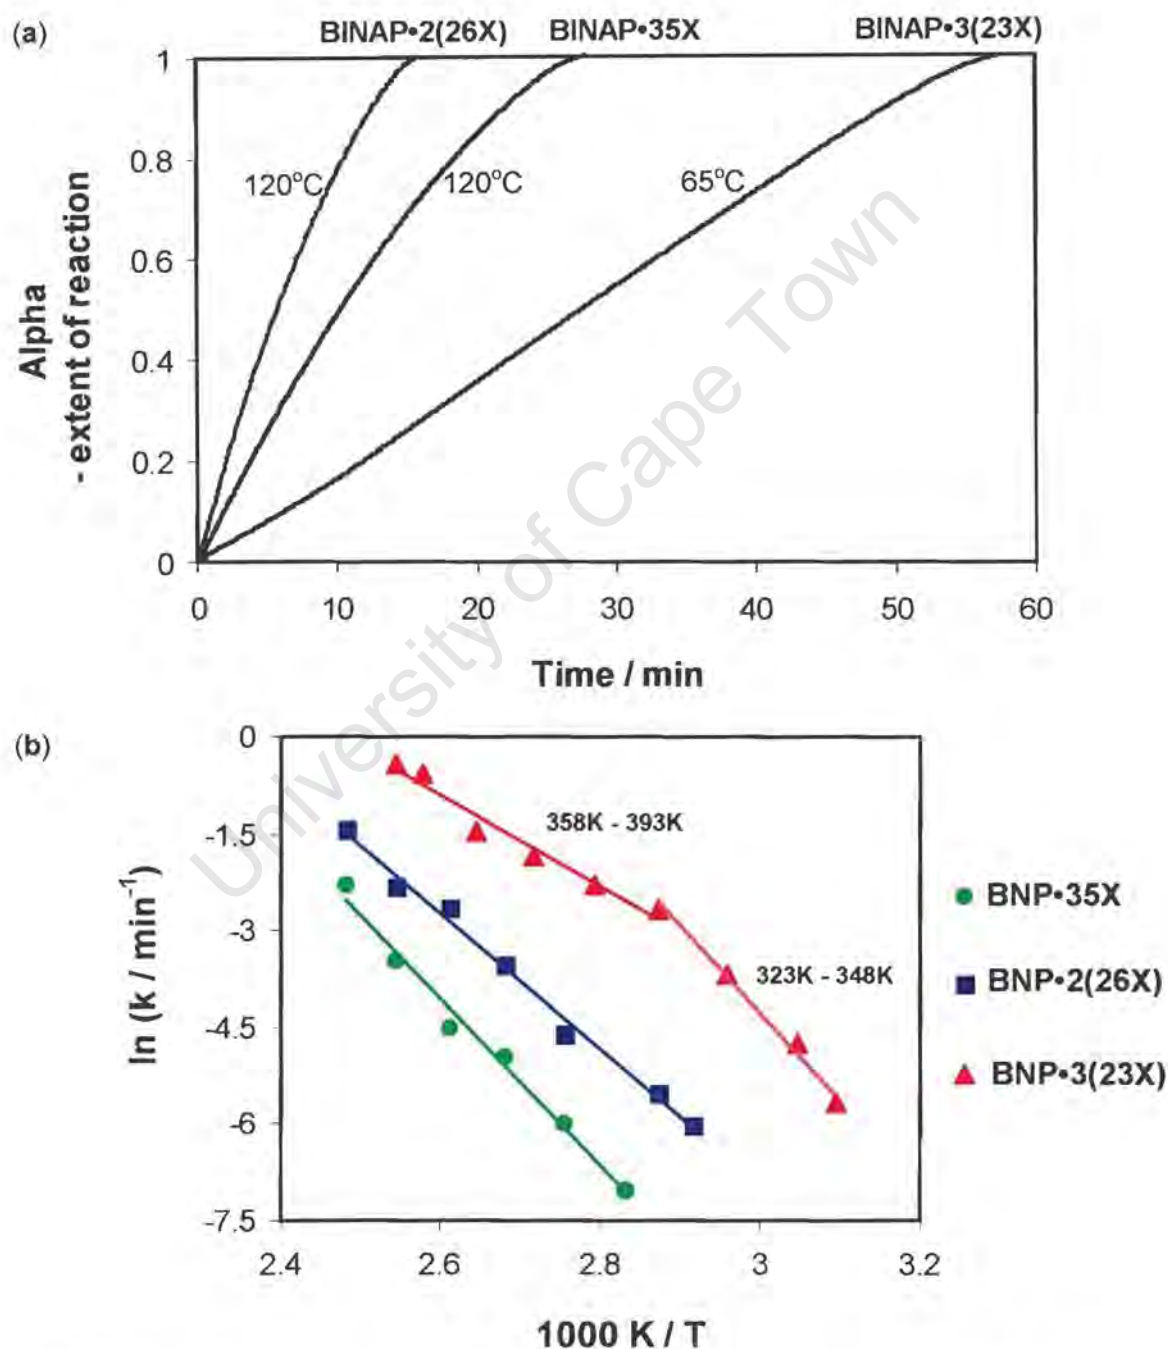 (a)
BINAP•2(26X) BINAP•35X BINAP•3(23X)
1
0.8
0.6
0.4
0.2
0
120°C
120°C
65°C
Alpha
- extent of reaction
0 10 20 30 40 50 60
Time / min
University of Cape Town
(b)
0
-1.5
-3
-4.5
-6
-7.5
ln (k / min⁻¹)
358K - 393K
323K - 348K
BNP•35X
BNP•2(26X)
BNP•3(23X)
2.4 2.6 2.8 3 3.2
1000 K / T